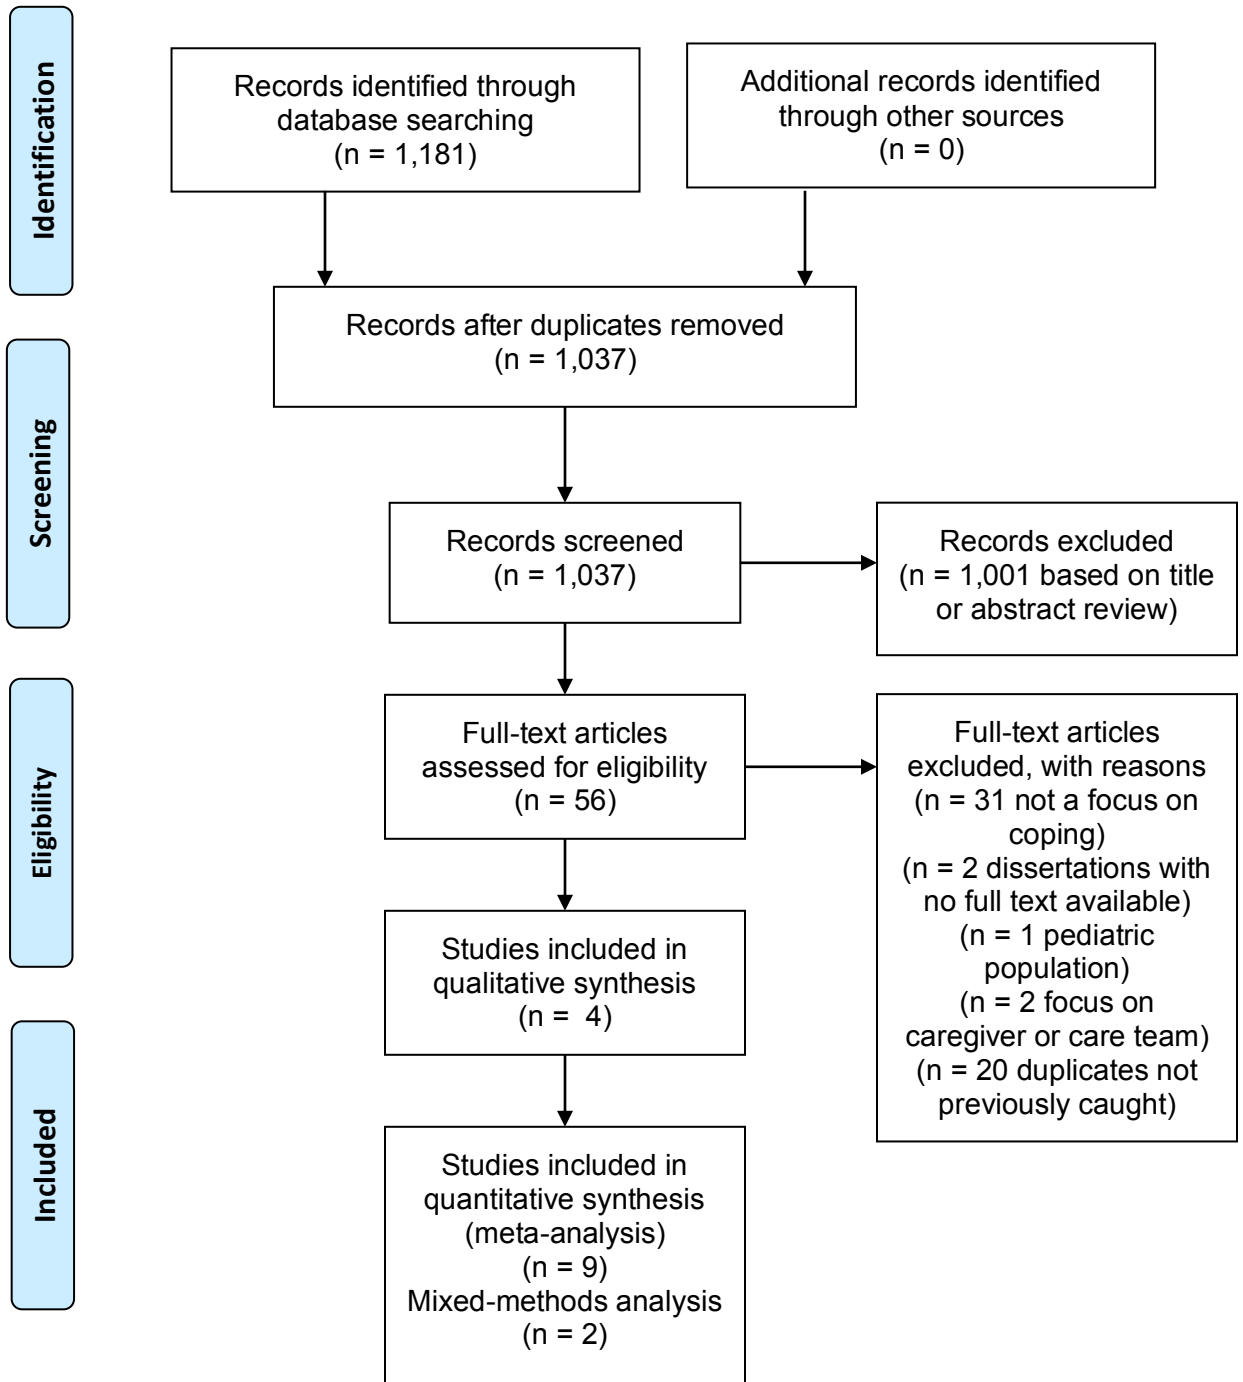 Identification
Records identified through
database searching
(n = 1,181)
Additional records identified
through other sources
(n = 0)
Records after duplicates removed
(n = 1,037)
Screening
Records screened
(n = 1,037)
Records excluded
(n = 1,001 based on title
or abstract review)
Eligibility
Full-text articles
assessed for eligibility
(n = 56)
Full-text articles
excluded, with reasons
(n = 31 not a focus on
coping)
(n = 2 dissertations with
no full text available)
(n = 1 pediatric
population)
(n = 2 focus on
caregiver or care team)
(n = 20 duplicates not
previously caught)
Studies included in
qualitative synthesis
(n =  4)
Included
Studies included in
quantitative synthesis
(meta-analysis)
(n = 9)
Mixed-methods analysis
(n = 2)